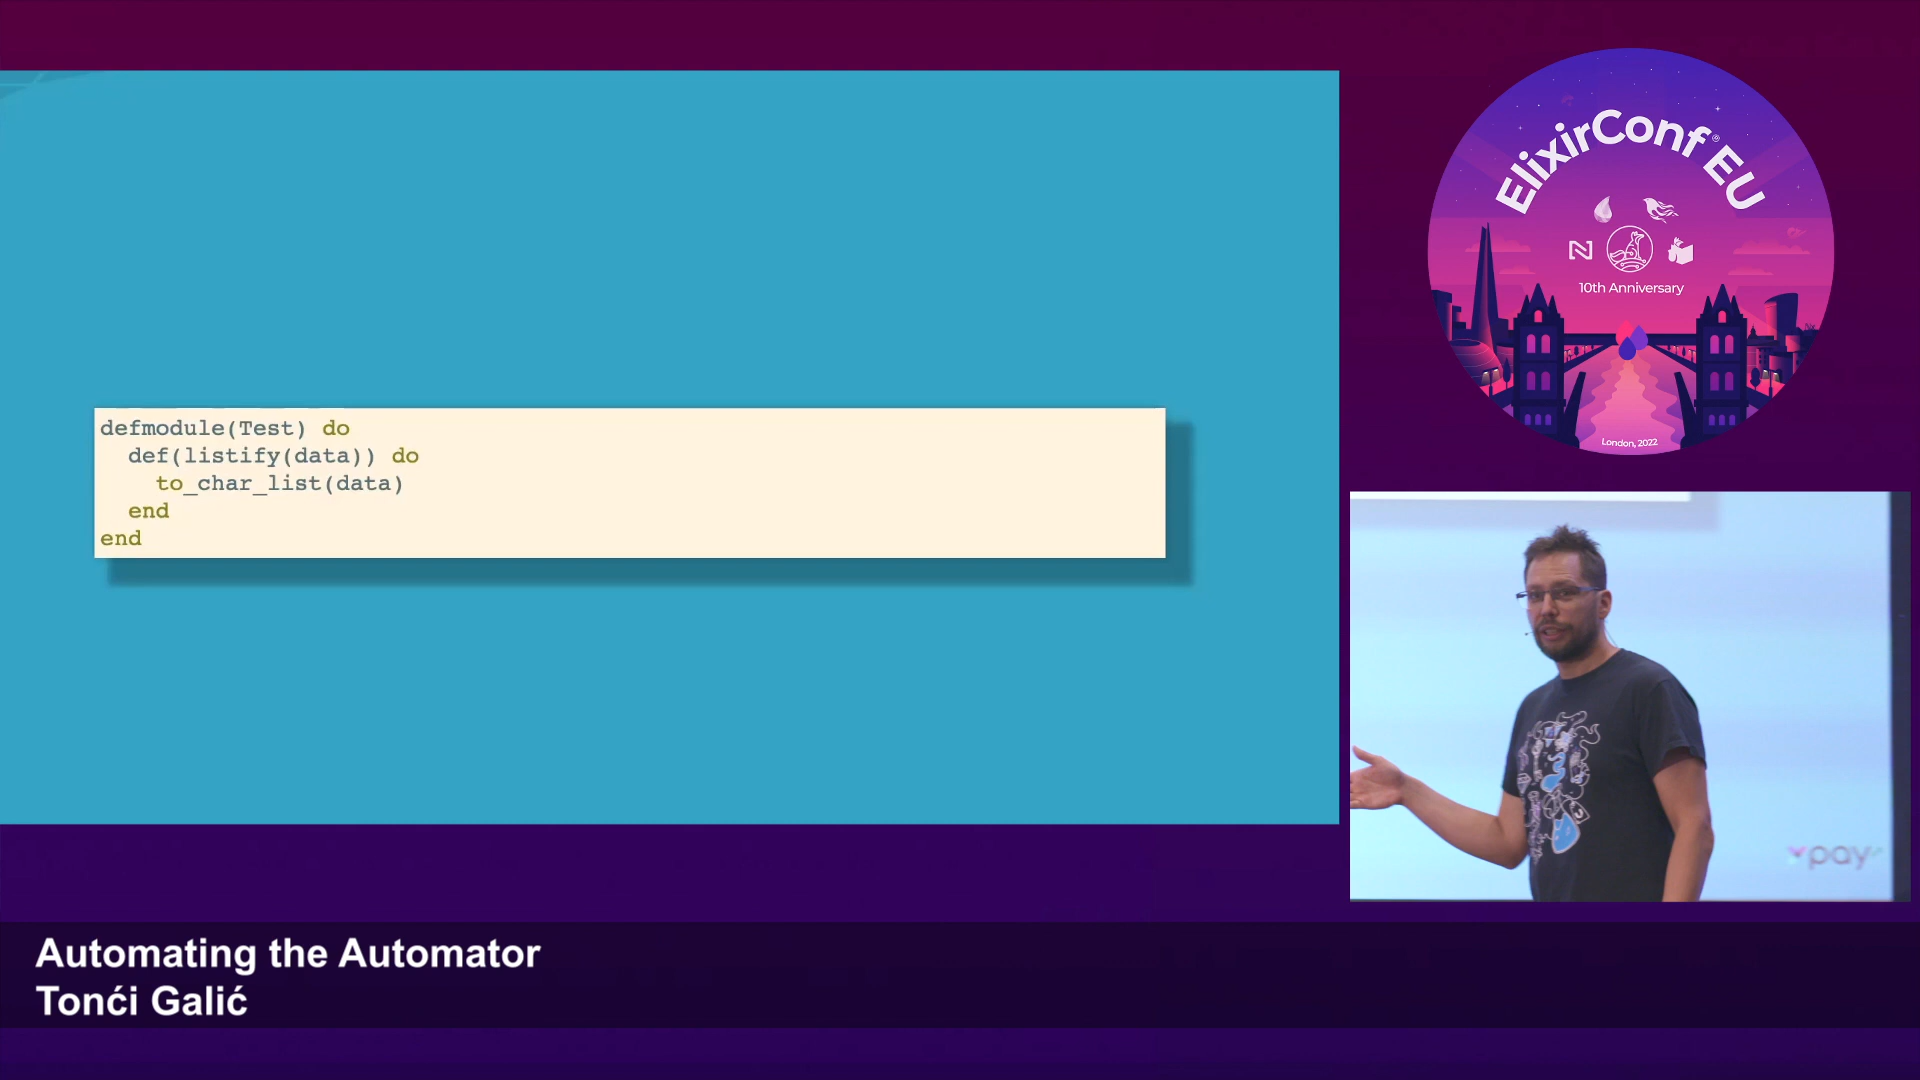 defmodule(Test) do
  def(listify(data)) do
    to_char_list(data)
  end
end
ElixirConf® EU
10th Anniversary
London, 2022
pay
Automating the Automator
Tonći Galić